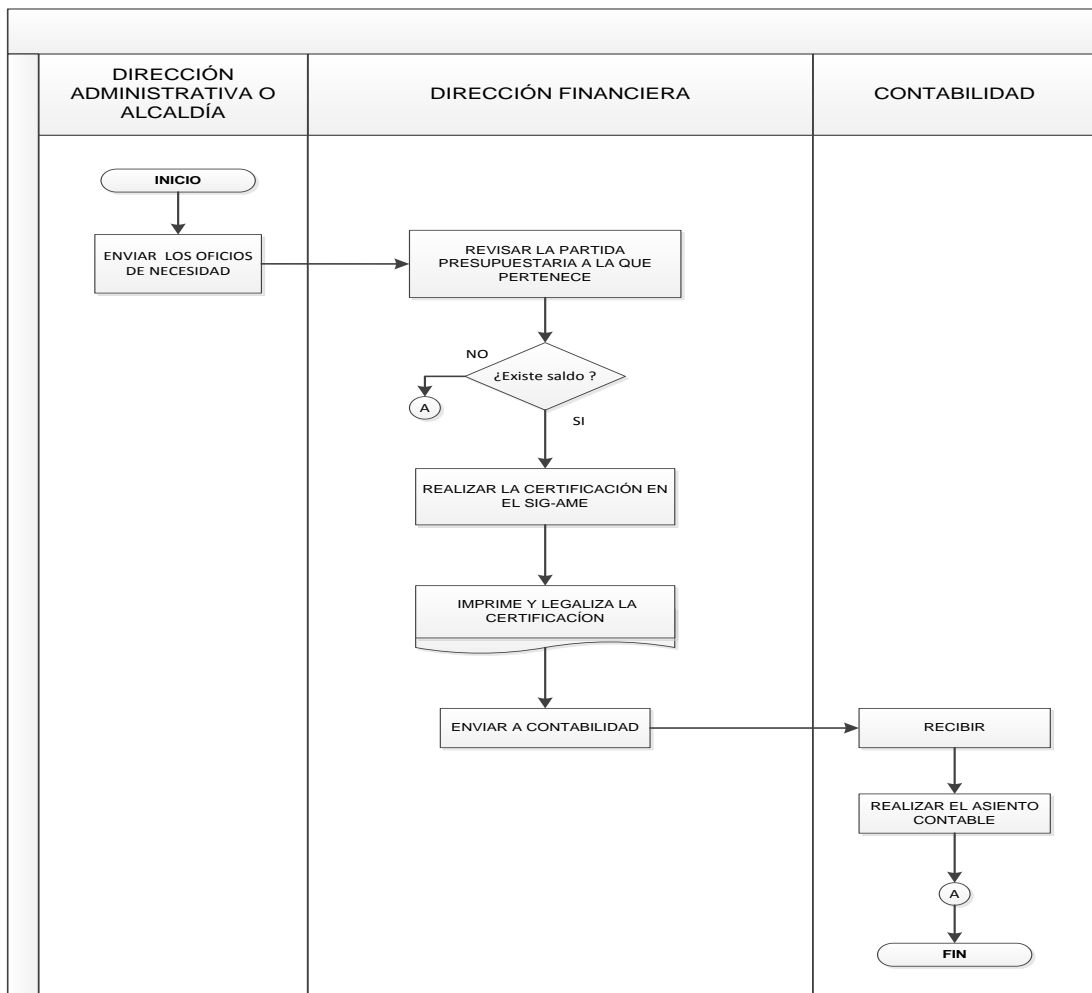 DIRECCIÓN
ADMINISTRATIVA O
ALCALDÍA
DIRECCIÓN FINANCIERA
CONTABILIDAD
INICIO
ENVIAR LOS OFICIOS
DE NECESIDAD
REVISAR LA PARTIDA
PRESUPUESTARIA A LA QUE
PERTENECE
NO
¿Existe saldo ?
A
SI
REALIZAR LA CERTIFICACIÓN EN
EL SIG-AME
IMPRIME Y LEGALIZA LA
CERTIFICACÍON
ENVIAR A CONTABILIDAD
RECIBIR
REALIZAR EL ASIENTO
CONTABLE
A
FIN